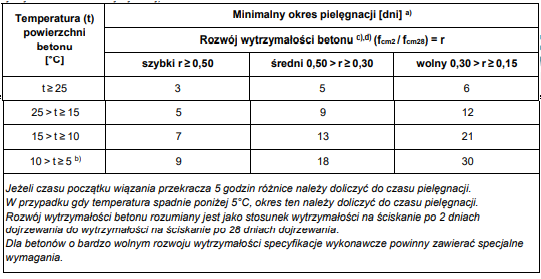 Temperatura (t)
powierzchni
betonu
[°C]
Minimalny okres pielęgnacji [dni] a)
Rozwój wytrzymałości betonu c),d) (fcm2 / fcm28) = r
szybki r ≥ 0,50 średni 0,50 > r ≥ 0,30 wolny 0,30 > r ≥ 0,15
t ≥ 25 3 5 6
25 > t ≥ 15 5 9 12
15 > t ≥ 10 7 13 21
10 > t ≥ 5 b) 9 18 30
Jeżeli czasu początku wiązania przekracza 5 godzin różnice należy doliczyć do czasu pielęgnacji.
W przypadku gdy temperatura spadnie poniżej 5°C, okres ten należy doliczyć do czasu pielęgnacji.
Rozwój wytrzymałości betonu rozumiany jest jako stosunek wytrzymałości na ściskanie po 2 dniach
dojrzewania do wytrzymałości na ściskanie po 28 dniach dojrzewania.
Dla betonów o bardzo wolnym rozwoju wytrzymałości specyfikacje wykonawcze powinny zawierać specjalne
wymagania.